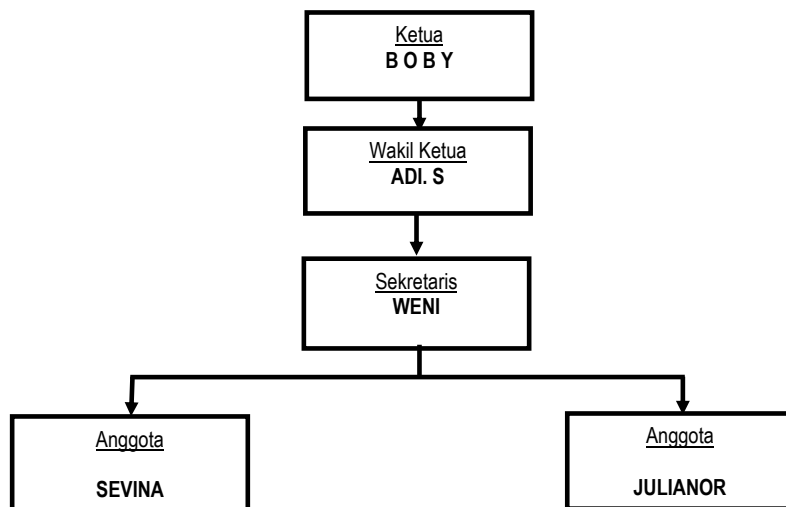 Ketua
B O B Y
Wakil Ketua
ADI. S
Sekretaris
WENI
Anggota
SEVINA
Anggota
JULIANOR